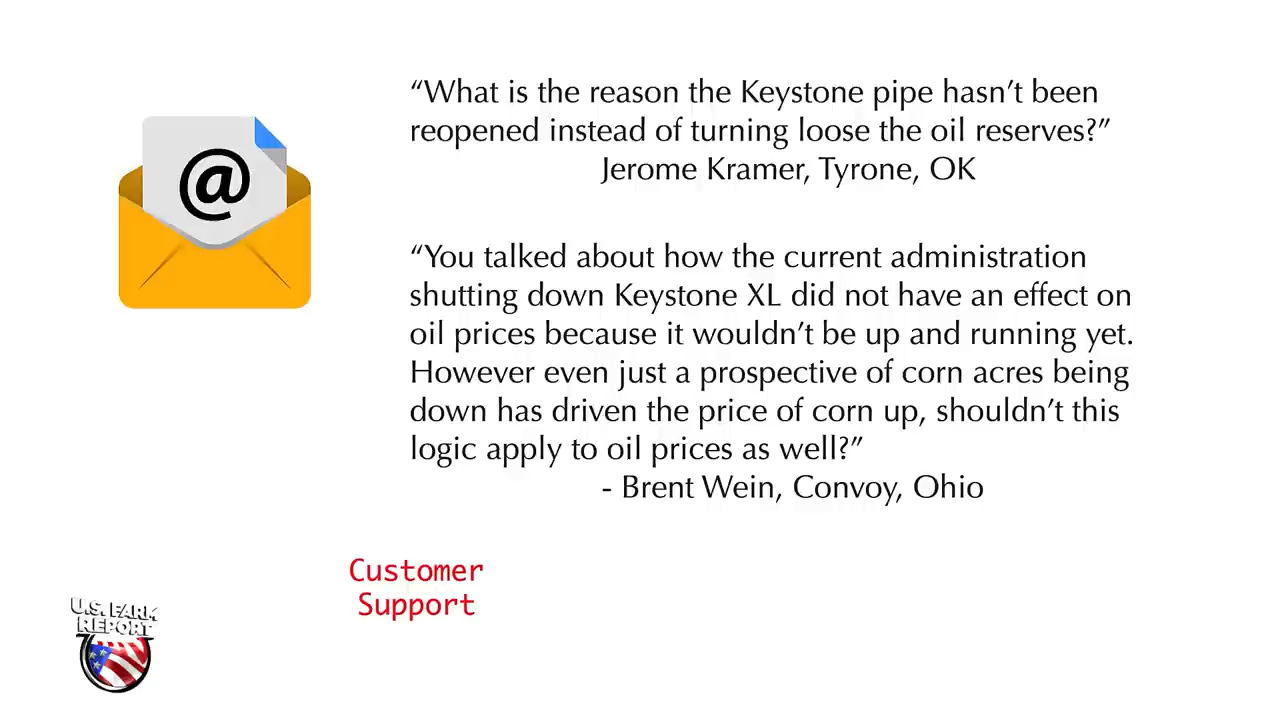 @
“What is the reason the Keystone pipe hasn’t been
reopened instead of turning loose the oil reserves?”
Jerome Kramer, Tyrone, OK
“You talked about how the current administration
shutting down Keystone XL did not have an effect on
oil prices because it wouldn’t be up and running yet.
However even just a prospective of corn acres being
down has driven the price of corn up, shouldn’t this
logic apply to oil prices as well?”
- Brent Wein, Convoy, Ohio
Customer
Support
U.S. FARM
REPORT